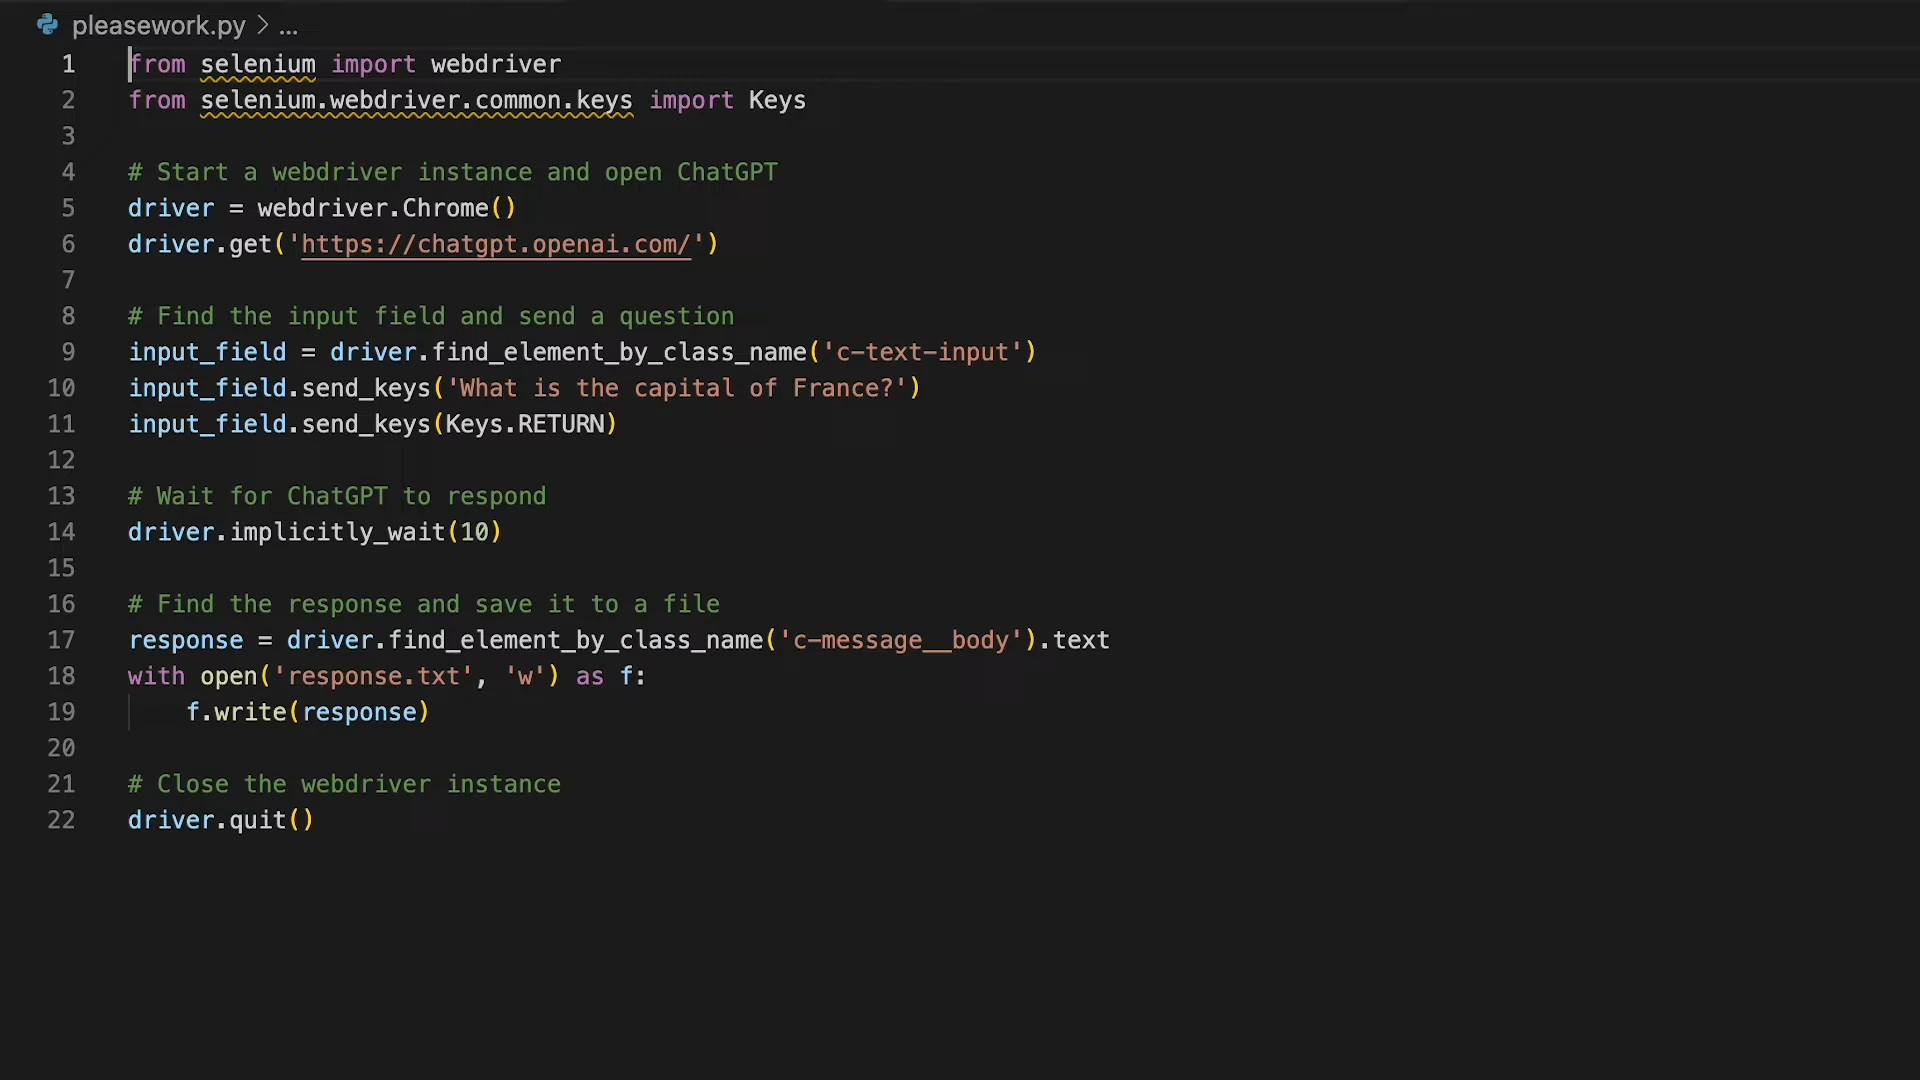 pleasework.py > ...
1 from selenium import webdriver
2 from selenium.webdriver.common.keys import Keys
3
4 # Start a webdriver instance and open ChatGPT
5 driver = webdriver.Chrome()
6 driver.get('https://chatgpt.openai.com/')
7
8 # Find the input field and send a question
9 input_field = driver.find_element_by_class_name('c-text-input')
10 input_field.send_keys('What is the capital of France?')
11 input_field.send_keys(Keys.RETURN)
12
13 # Wait for ChatGPT to respond
14 driver.implicitly_wait(10)
15
16 # Find the response and save it to a file
17 response = driver.find_element_by_class_name('c-message__body').text
18 with open('response.txt', 'w') as f:
19     f.write(response)
20
21 # Close the webdriver instance
22 driver.quit()